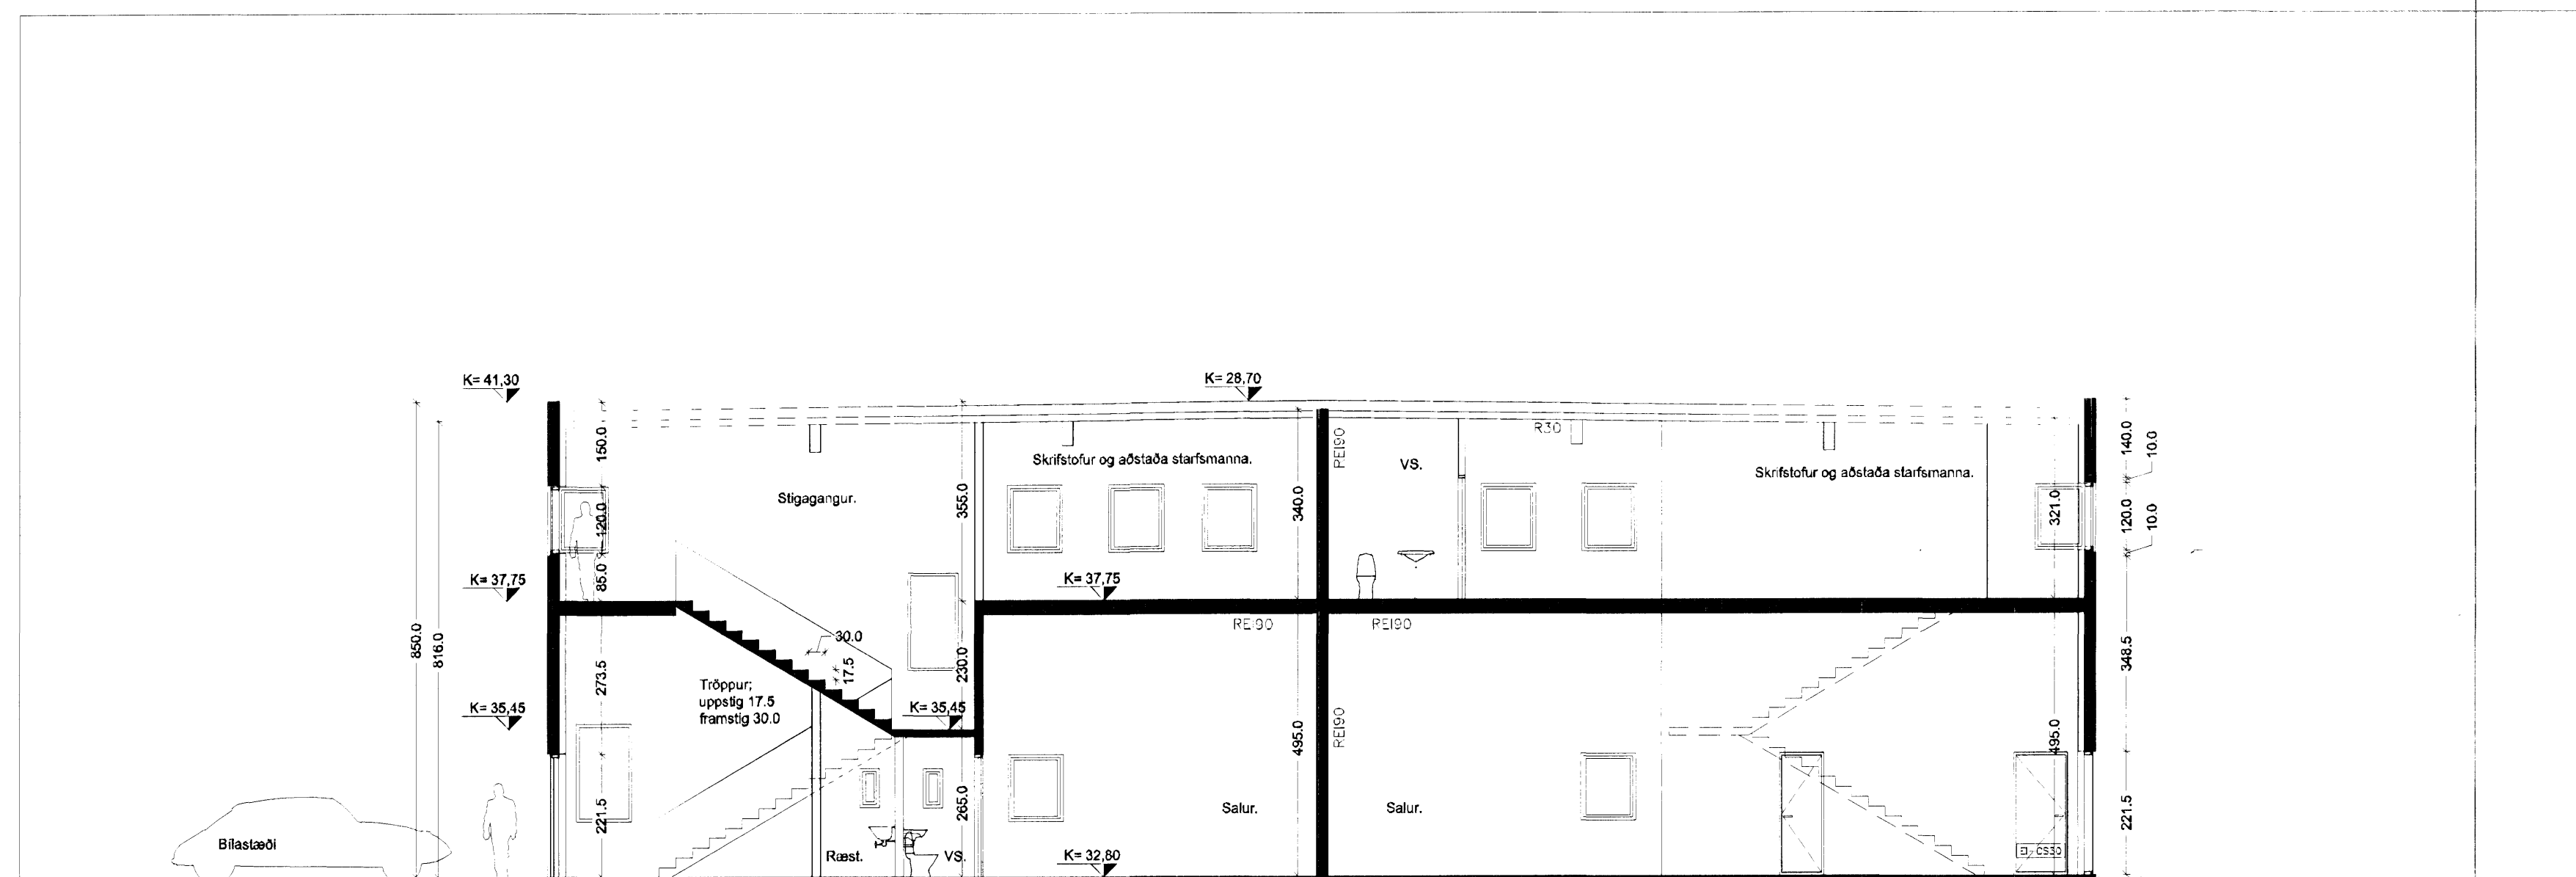 K= 41,30
K= 28,70
150.0
REI90
R30
140.0
10.0
VS.
Skrifstofur og aðstaða starfsmanna.
Skrifstofur og aðstaða starfsmanna.
Stigagangur.
355.0
340.0
321.0
120.0
120.0
10.0
85.0
K= 37,75
K= 37,75
REI90
REI90
850.0
816.0
30.0
17.5
230.0
348.5
273.5
Tröppur;
uppstig 17.5
framstig 30.0
K= 35,45
K= 35,45
REI90
495.0
495.0
265.0
221.5
221.5
Salur.
Salur.
Bílastæði
Ræst.
VS.
K= 32,80
EI - CS30